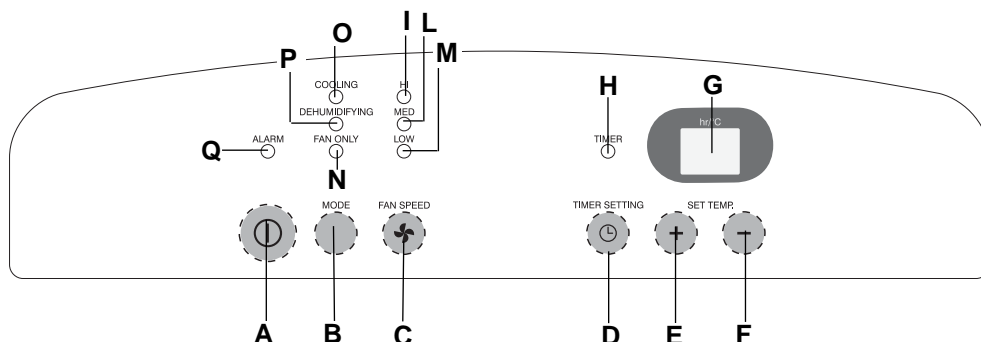 O I L
P M
COOLING HI H G
DEHUMIDIFYING MED hr/°C
Q ALARM FAN ONLY LOW TIMER
N
MODE FAN SPEED TIMER SETTING SET TEMP.
+ −
A B C D E F